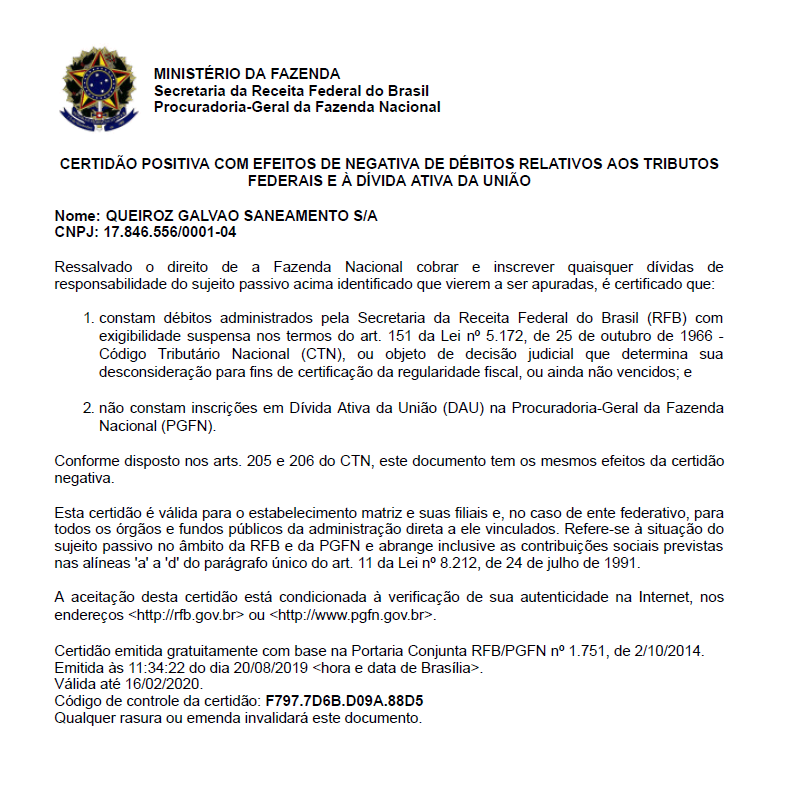 MINISTÉRIO DA FAZENDA
Secretaria da Receita Federal do Brasil
Procuradoria-Geral da Fazenda Nacional
CERTIDÃO POSITIVA COM EFEITOS DE NEGATIVA DE DÉBITOS RELATIVOS AOS TRIBUTOS
FEDERAIS E À DÍVIDA ATIVA DA UNIÃO
Nome: QUEIROZ GALVAO SANEAMENTO S/A
CNPJ: 17.846.556/0001-04
Ressalvado o direito de a Fazenda Nacional cobrar e inscrever quaisquer dívidas de
responsabilidade do sujeito passivo acima identificado que vierem a ser apuradas, é certificado que:
1. constam débitos administrados pela Secretaria da Receita Federal do Brasil (RFB) com
exigibilidade suspensa nos termos do art. 151 da Lei nº 5.172, de 25 de outubro de 1966 -
Código Tributário Nacional (CTN), ou objeto de decisão judicial que determina sua
desconsideração para fins de certificação da regularidade fiscal, ou ainda não vencidos; e
2. não constam inscrições em Dívida Ativa da União (DAU) na Procuradoria-Geral da Fazenda
Nacional (PGFN).
Conforme disposto nos arts. 205 e 206 do CTN, este documento tem os mesmos efeitos da certidão
negativa.
Esta certidão é válida para o estabelecimento matriz e suas filiais e, no caso de ente federativo, para
todos os órgãos e fundos públicos da administração direta a ele vinculados. Refere-se à situação do
sujeito passivo no âmbito da RFB e da PGFN e abrange inclusive as contribuições sociais previstas
nas alíneas 'a' a 'd' do parágrafo único do art. 11 da Lei nº 8.212, de 24 de julho de 1991.
A aceitação desta certidão está condicionada à verificação de sua autenticidade na Internet, nos
endereços <http://rfb.gov.br> ou <http://www.pgfn.gov.br>.
Certidão emitida gratuitamente com base na Portaria Conjunta RFB/PGFN nº 1.751, de 2/10/2014.
Emitida às 11:34:22 do dia 20/08/2019 <hora e data de Brasília>.
Válida até 16/02/2020.
Código de controle da certidão: F797.7D6B.D09A.88D5
Qualquer rasura ou emenda invalidará este documento.